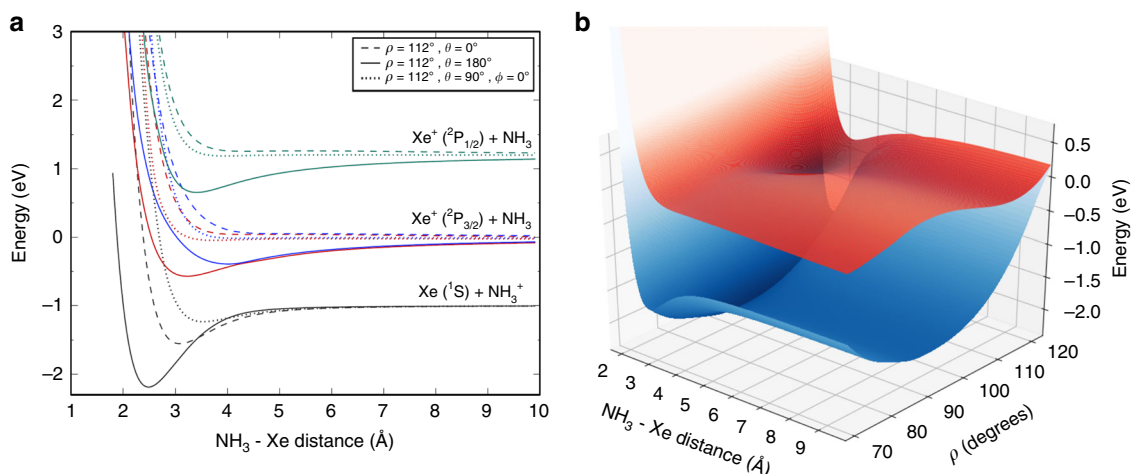 a
3
2
1
0
−1
−2
Energy (eV)
ρ = 112° , θ = 0°
ρ = 112° , θ = 180°
ρ = 112° , θ = 90° , ϕ = 0°
Xe⁺ (²P₁/₂) + NH₃
Xe⁺ (²P₃/₂) + NH₃
Xe (¹S) + NH₃⁺
1 2 3 4 5 6 7 8 9 10
NH₃ - Xe distance (Å)
b
0.5
0.0
−0.5
−1.0
−1.5
−2.0
Energy (eV)
2 3 4 5 6 7 8 9
NH₃ - Xe distance (Å)
70 80 90 100 110 120
ρ (degrees)